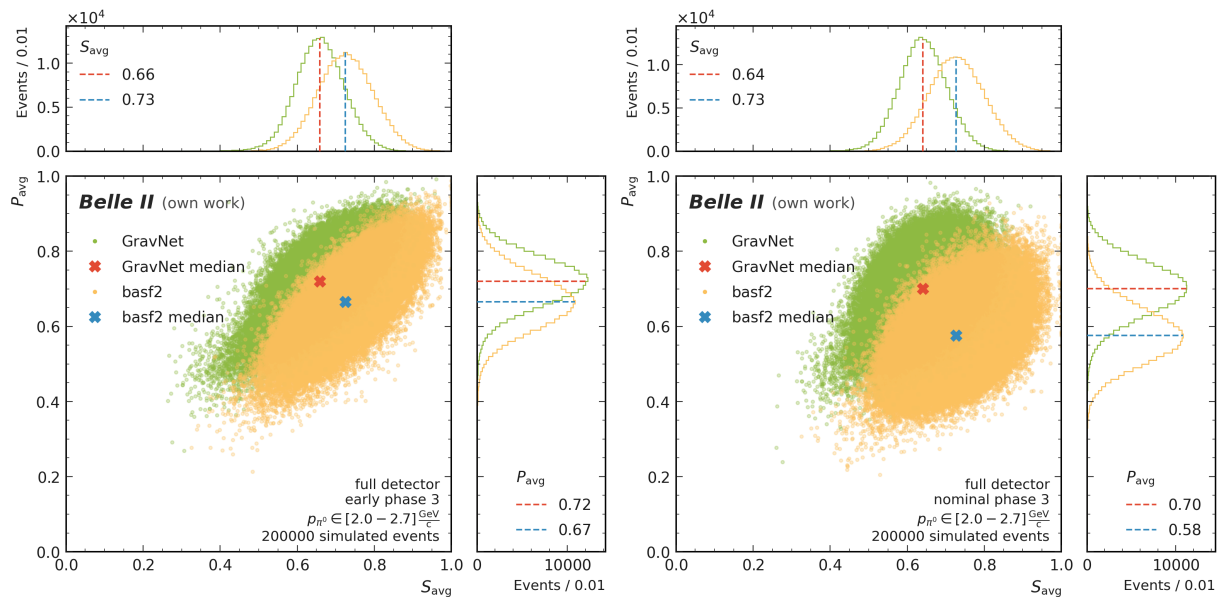 ×10⁴
Events / 0.01
1.0
0.5
0.0
S_avg
0.66
0.73
P_avg
1.0
0.8
0.6
0.4
0.2
0.0
Belle II (own work)
GravNet
GravNet median
basf2
basf2 median
full detector
early phase 3
p_π⁰ ∈ [2.0 − 2.7] GeV/c
200000 simulated events
0.0 0.2 0.4 0.6 0.8 1.0
S_avg
P_avg
0.72
0.67
10000
Events / 0.01
×10⁴
Events / 0.01
1.0
0.5
0.0
S_avg
0.64
0.73
P_avg
1.0
0.8
0.6
0.4
0.2
0.0
Belle II (own work)
GravNet
GravNet median
basf2
basf2 median
full detector
nominal phase 3
p_π⁰ ∈ [2.0 − 2.7] GeV/c
200000 simulated events
0.0 0.2 0.4 0.6 0.8 1.0
S_avg
P_avg
0.70
0.58
10000
Events / 0.01